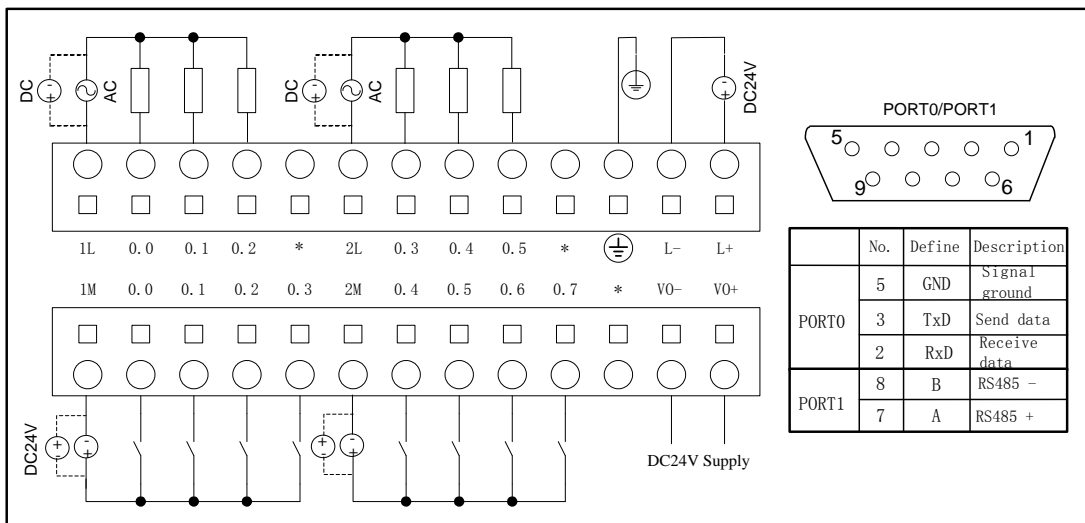 DC - + AC DC - + AC - + DC24V
1L 0.0 0.1 0.2 * 2L 0.3 0.4 0.5 * L- L+
1M 0.0 0.1 0.2 0.3 2M 0.4 0.5 0.6 0.7 * VO- VO+
DC24V + - - + DC24V + - - +
DC24V Supply
PORT0/PORT1
5 1
9 6
No. Define Description
PORT0 5 GND Signal ground
3 TxD Send data
2 RxD Receive data
PORT1 8 B RS485 -
7 A RS485 +